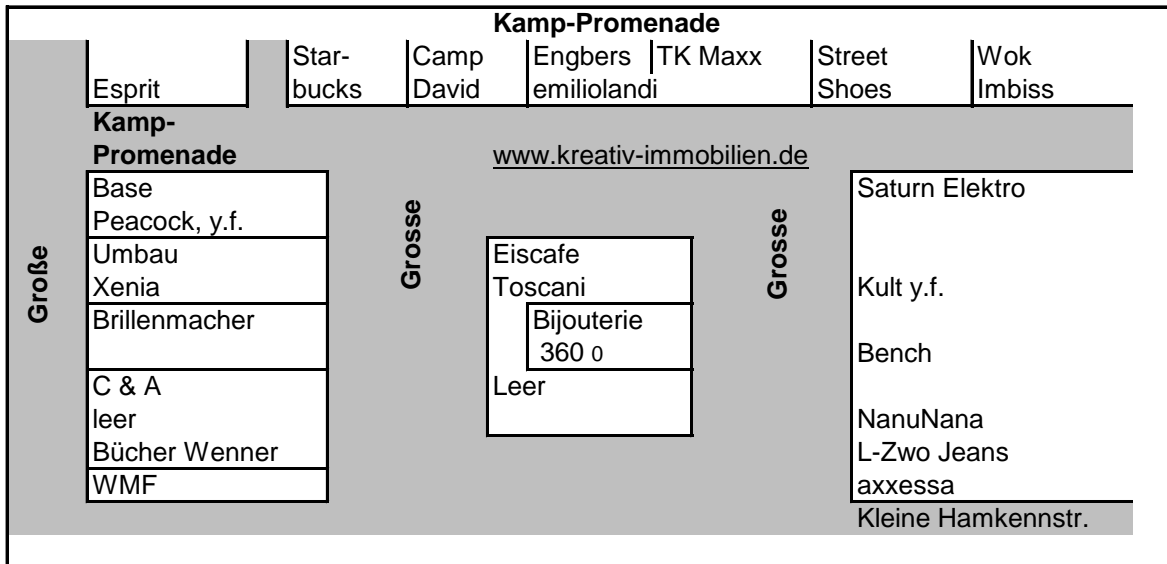 Kamp-Promenade
Star- Camp Engbers TK Maxx Street Wok
Esprit bucks David emiliolandi Shoes Imbiss
Kamp-
Promenade www.kreativ-immobilien.de
Base Saturn Elektro
Peacock, y.f.
Große
Grosse
Grosse
Umbau Eiscafe
Xenia Toscani Kult y.f.
Brillenmacher Bijouterie
360 0 Bench
C & A Leer
leer NanuNana
Bücher Wenner L-Zwo Jeans
WMF axxessa
Kleine Hamkennstr.